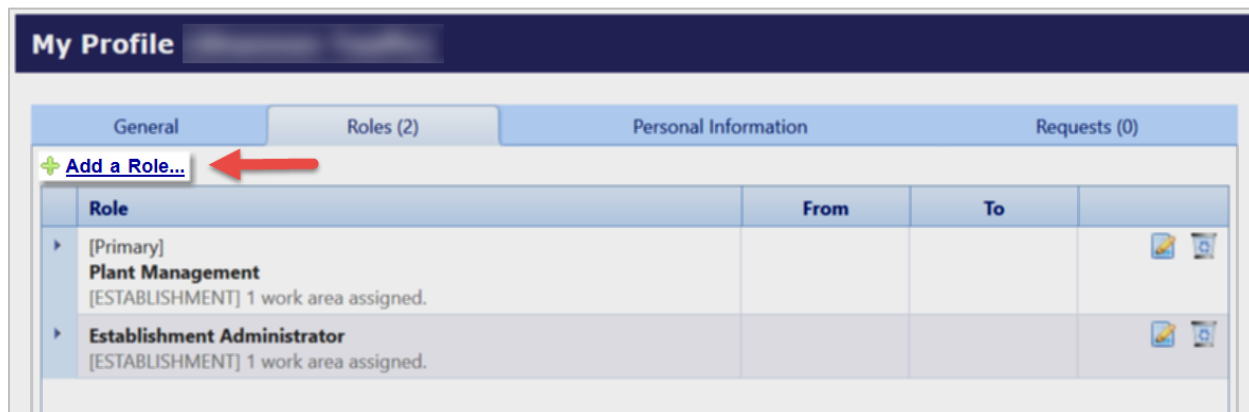 My Profile
General Roles (2) Personal Information Requests (0)
Add a Role...
Role From To
[Primary]
Plant Management
[ESTABLISHMENT] 1 work area assigned.
Establishment Administrator
[ESTABLISHMENT] 1 work area assigned.